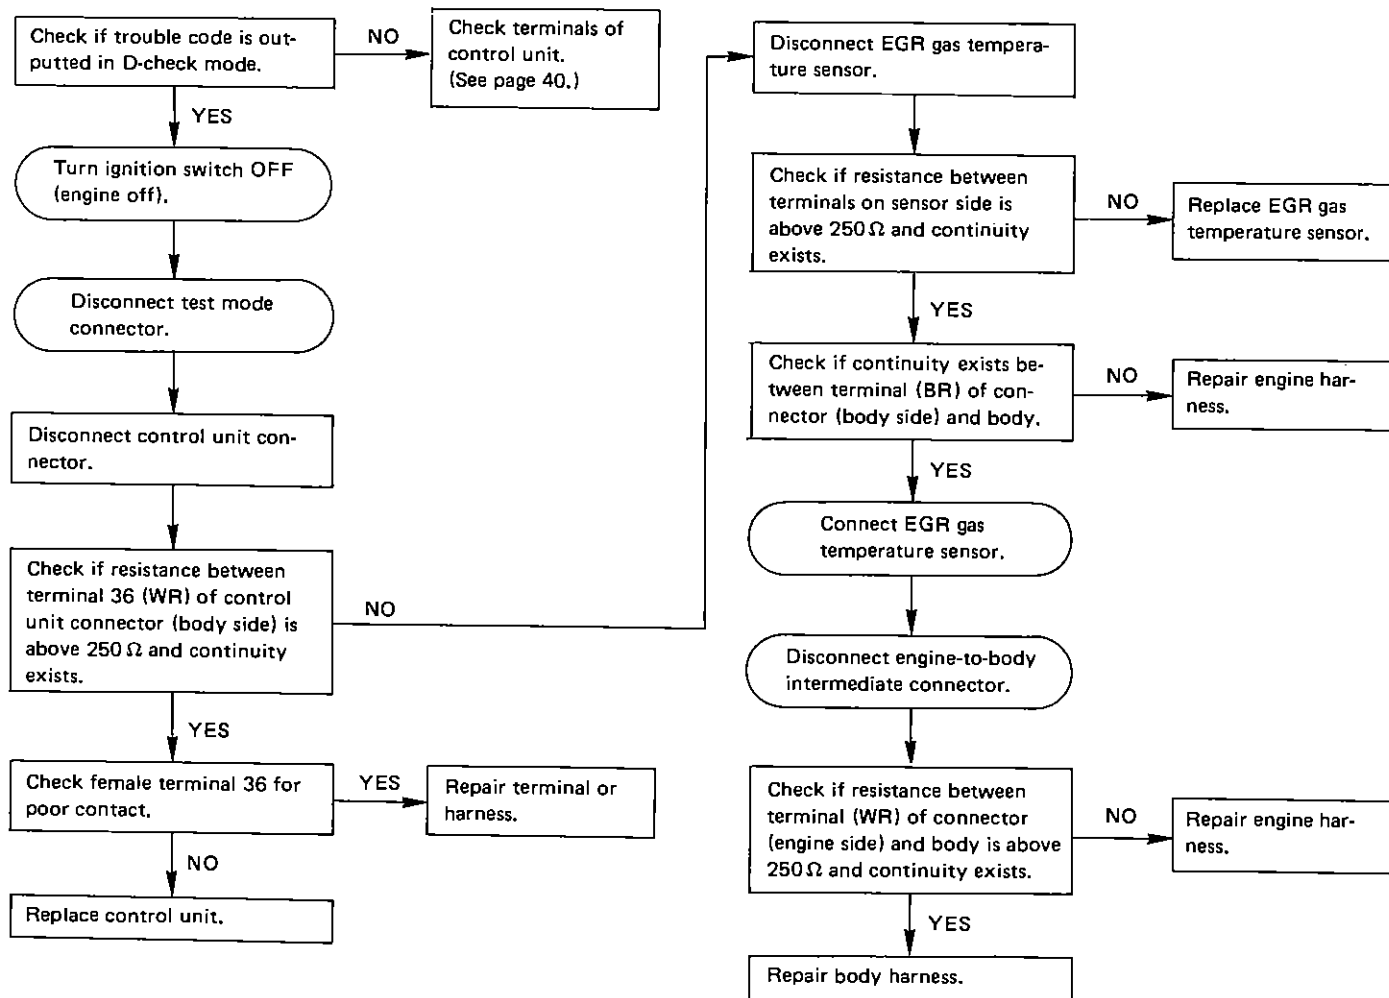 Check if trouble code is out-
putted in D-check mode.
NO
Check terminals of
control unit.
(See page 40.)
YES
Turn ignition switch OFF
(engine off).
Disconnect test mode
connector.
Disconnect control unit con-
nector.
Check if resistance between
terminal 36 (WR) of control
unit connector (body side) is
above 250 Ω and continuity
exists.
NO
YES
Check female terminal 36 for
poor contact.
YES
Repair terminal or
harness.
NO
Replace control unit.
Disconnect EGR gas tempera-
ture sensor.
Check if resistance between
terminals on sensor side is
above 250 Ω and continuity
exists.
NO
Replace EGR gas
temperature sensor.
YES
Check if continuity exists be-
tween terminal (BR) of con-
nector (body side) and body.
NO
Repair engine har-
ness.
YES
Connect EGR gas
temperature sensor.
Disconnect engine-to-body
intermediate connector.
Check if resistance between
terminal (WR) of connector
(engine side) and body is above
250 Ω and continuity exists.
NO
Repair engine har-
ness.
YES
Repair body harness.